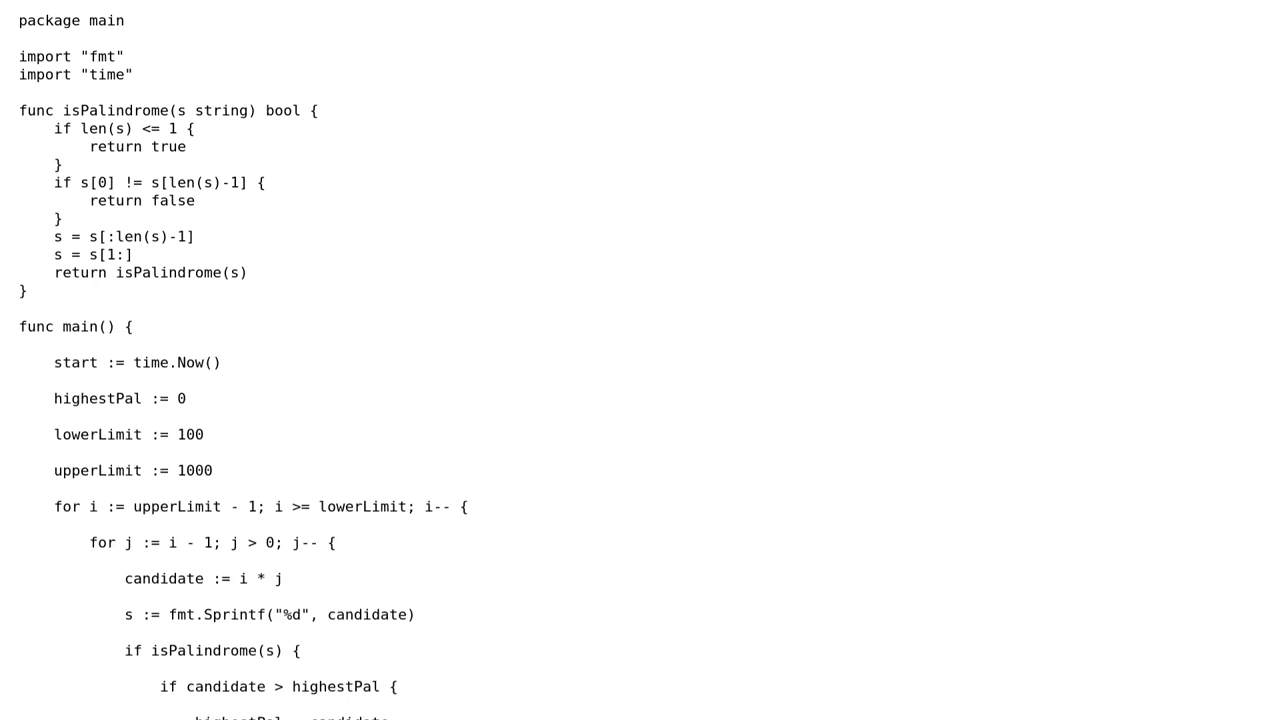 package main
import "fmt"
import "time"
func isPalindrome(s string) bool {
    if len(s) <= 1 {
        return true
    }
    if s[0] != s[len(s)-1] {
        return false
    }
    s = s[:len(s)-1]
    s = s[1:]
    return isPalindrome(s)
}
func main() {
    start := time.Now()
    highestPal := 0
    lowerLimit := 100
    upperLimit := 1000
    for i := upperLimit - 1; i >= lowerLimit; i-- {
        for j := i - 1; j > 0; j-- {
            candidate := i * j
            s := fmt.Sprintf("%d", candidate)
            if isPalindrome(s) {
                if candidate > highestPal {